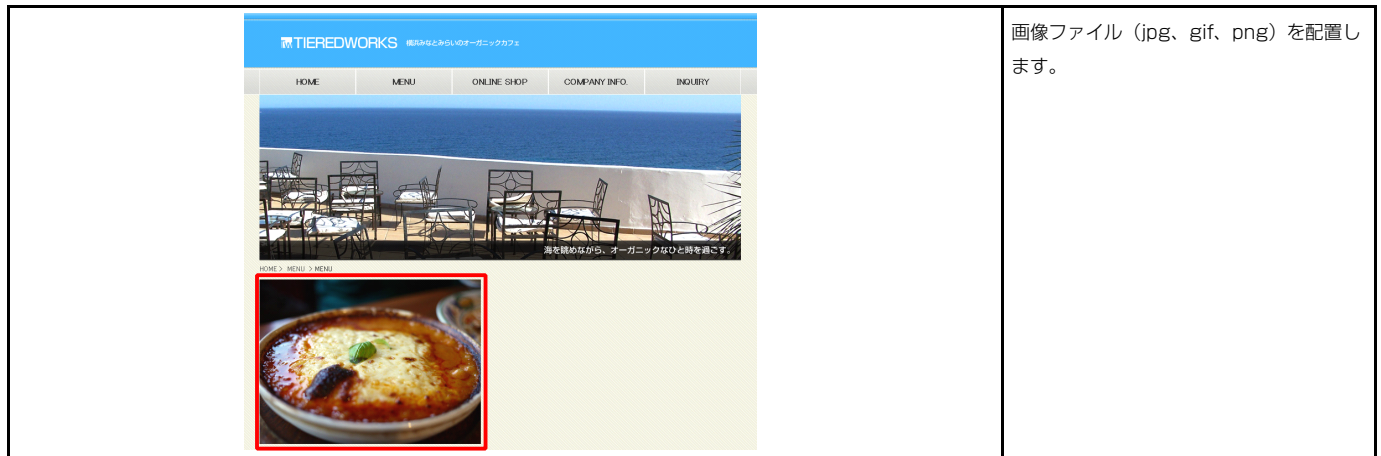 TIEREDWORKS 横浜みなとみらいのオーガニックカフェ
HOME MENU ONLINE SHOP COMPANY INFO. INQUIRY
海を眺めながら、オーガニックなひと時を過ごす。
HOME > MENU > MENU
画像ファイル（jpg、gif、png）を配置し
ます。